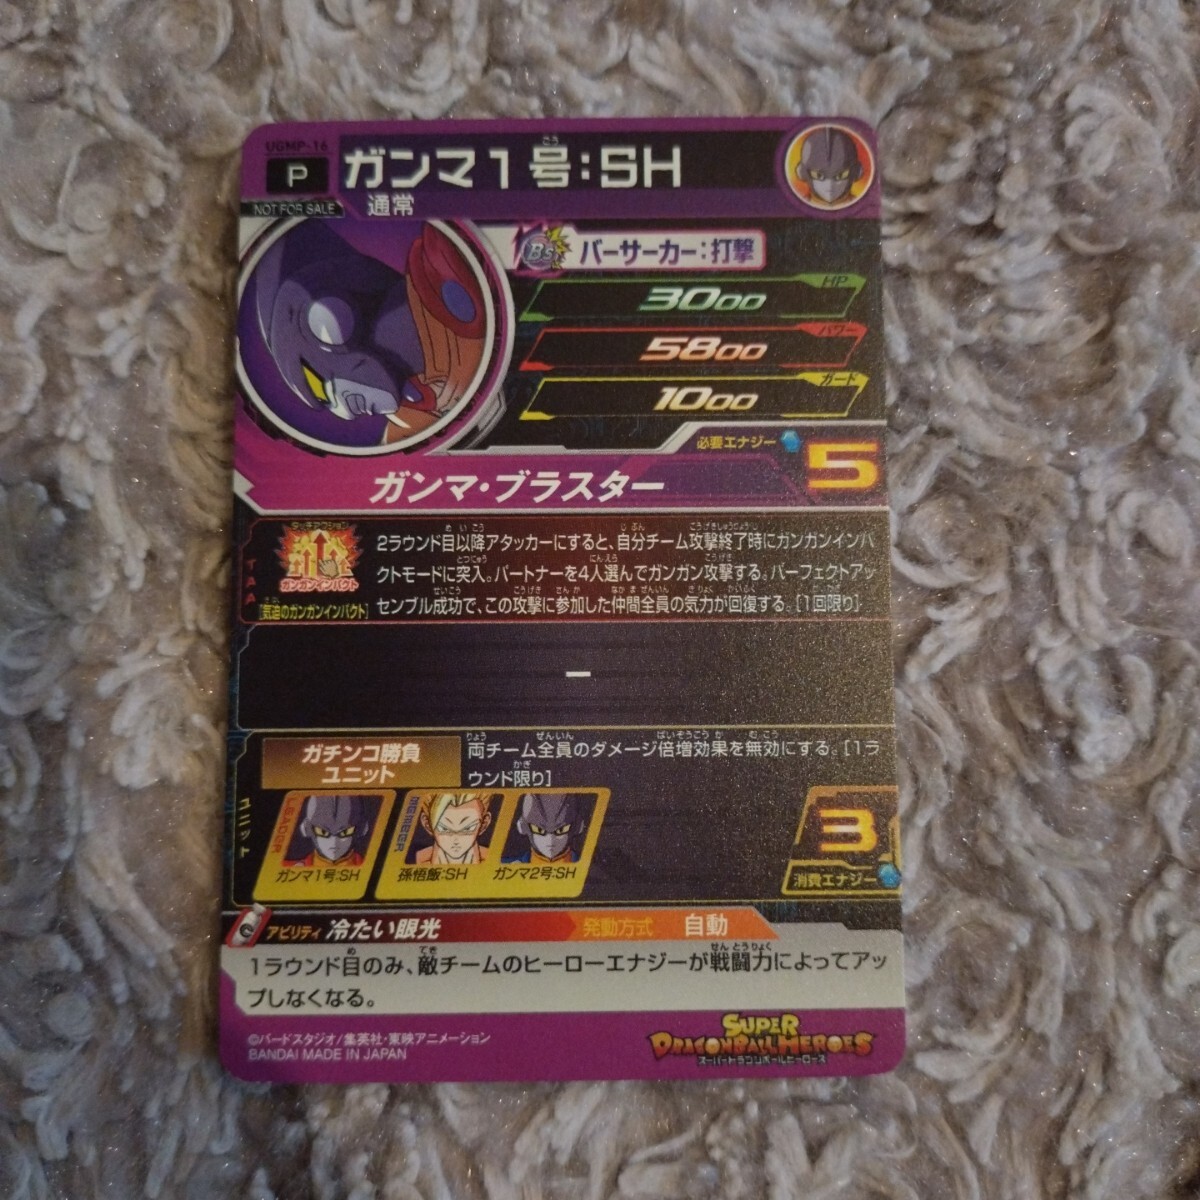 UGMP-16
P
NOT FOR SALE
ガンマ1号:SH
通常
Bs バーサーカー:打撃
HP
3000
パワー
5800
ガード
1000
必要エナジー 5
ガンマ・ブラスター
タッチアクション
ガンガンインパクト
[気迫のガンガンインパクト]
2ラウンド目以降アタッカーにすると、自分チーム攻撃終了時にガンガンインパ
クトモードに突入。パートナーを4人選んでガンガン攻撃する。パーフェクトアッ
センブル成功で、この攻撃に参加した仲間全員の気力が回復する。[1回限り]
ー
ガチンコ勝負
ユニット
両チーム全員のダメージ倍増効果を無効にする。[1ラ
ウンド限り]
ユニット
LEADER
ガンマ1号:SH
MEMBER
孫悟飯:SH
ガンマ2号:SH
3
消費エナジー
アビリティ 冷たい眼光 発動方式 自動
1ラウンド目のみ、敵チームのヒーローエナジーが戦闘力によってアッ
プしなくなる。
©バードスタジオ/集英社・東映アニメーション
BANDAI MADE IN JAPAN
SUPER
DRAGONBALL HEROES
スーパードラゴンボールヒーローズ